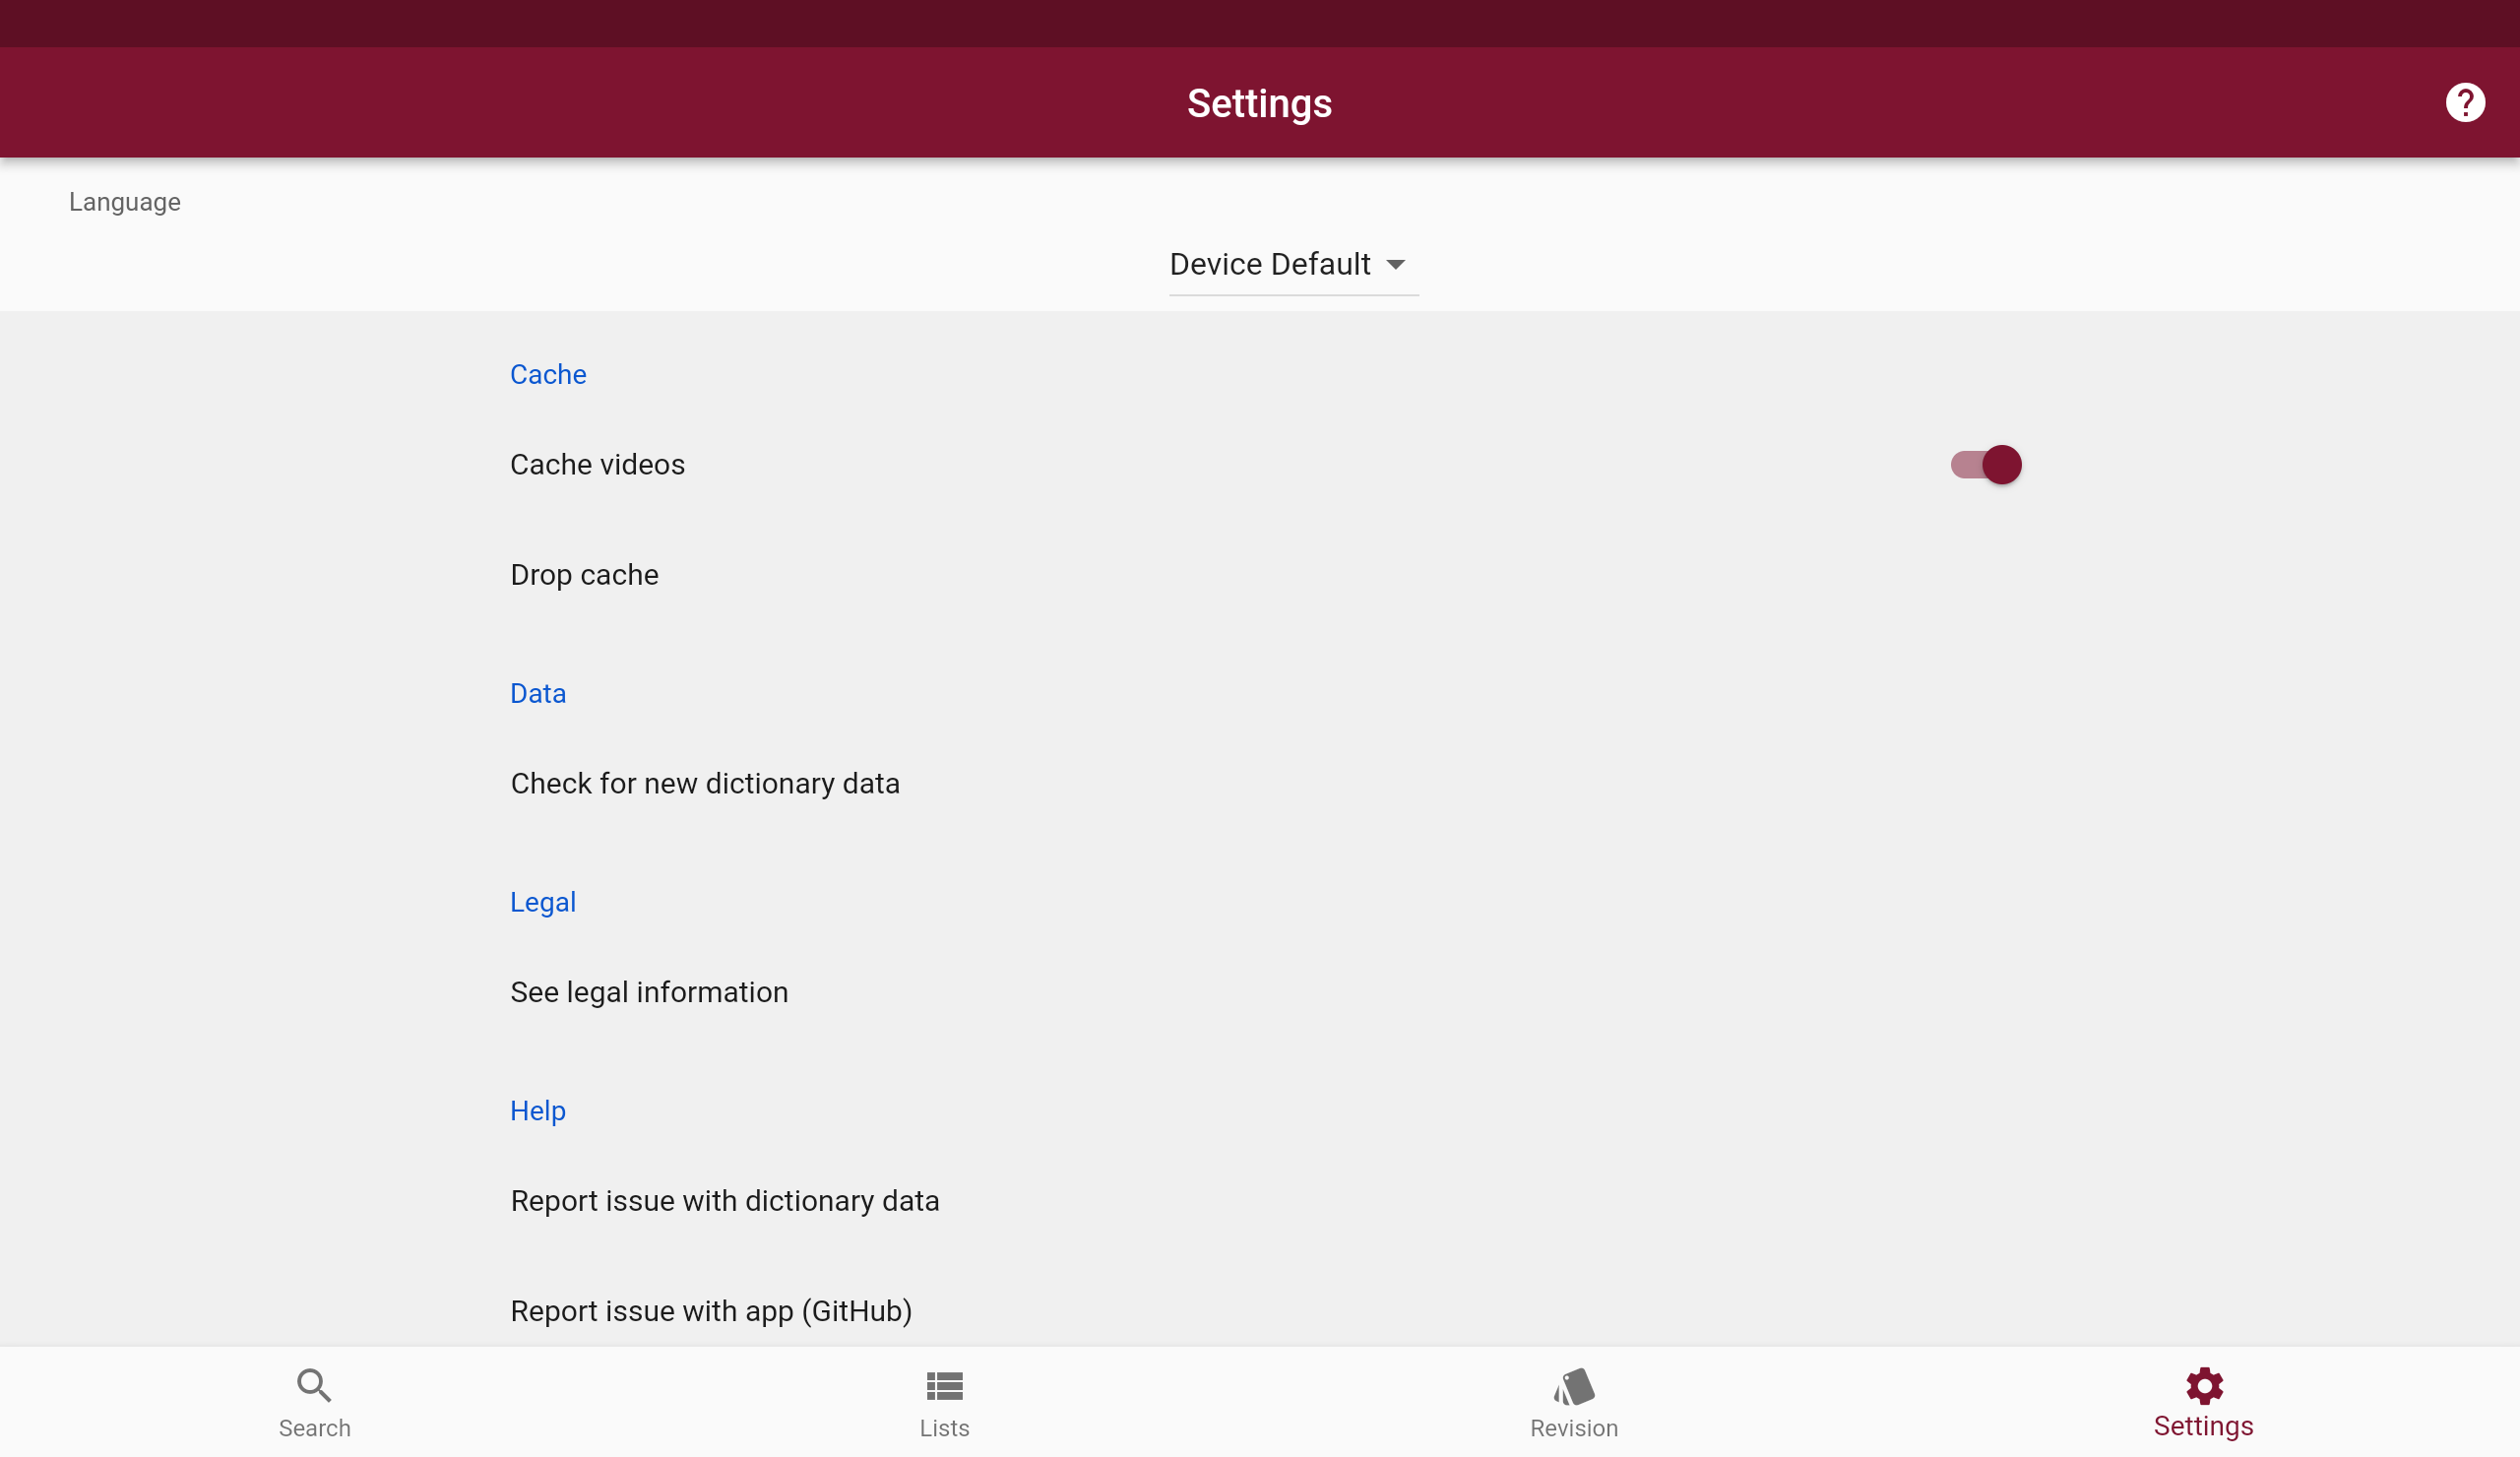 Settings
Language
Device Default
Cache
Cache videos
Drop cache
Data
Check for new dictionary data
Legal
See legal information
Help
Report issue with dictionary data
Report issue with app (GitHub)
Search
Lists
Revision
Settings